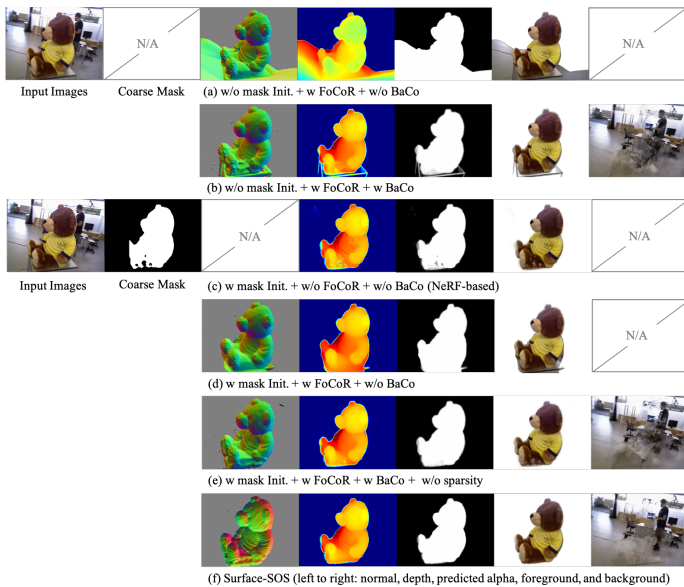 N/A
N/A
Input Images
Coarse Mask
(a) w/o mask Init. + w FoCoR + w/o BaCo
(b) w/o mask Init. + w FoCoR + w BaCo
N/A
N/A
Input Images
Coarse Mask
(c) w mask Init. + w/o FoCoR + w/o BaCo (NeRF-based)
N/A
(d) w mask Init. + w FoCoR + w/o BaCo
(e) w mask Init. + w FoCoR + w BaCo + w/o sparsity
(f) Surface-SOS (left to right: normal, depth, predicted alpha, foreground, and background)